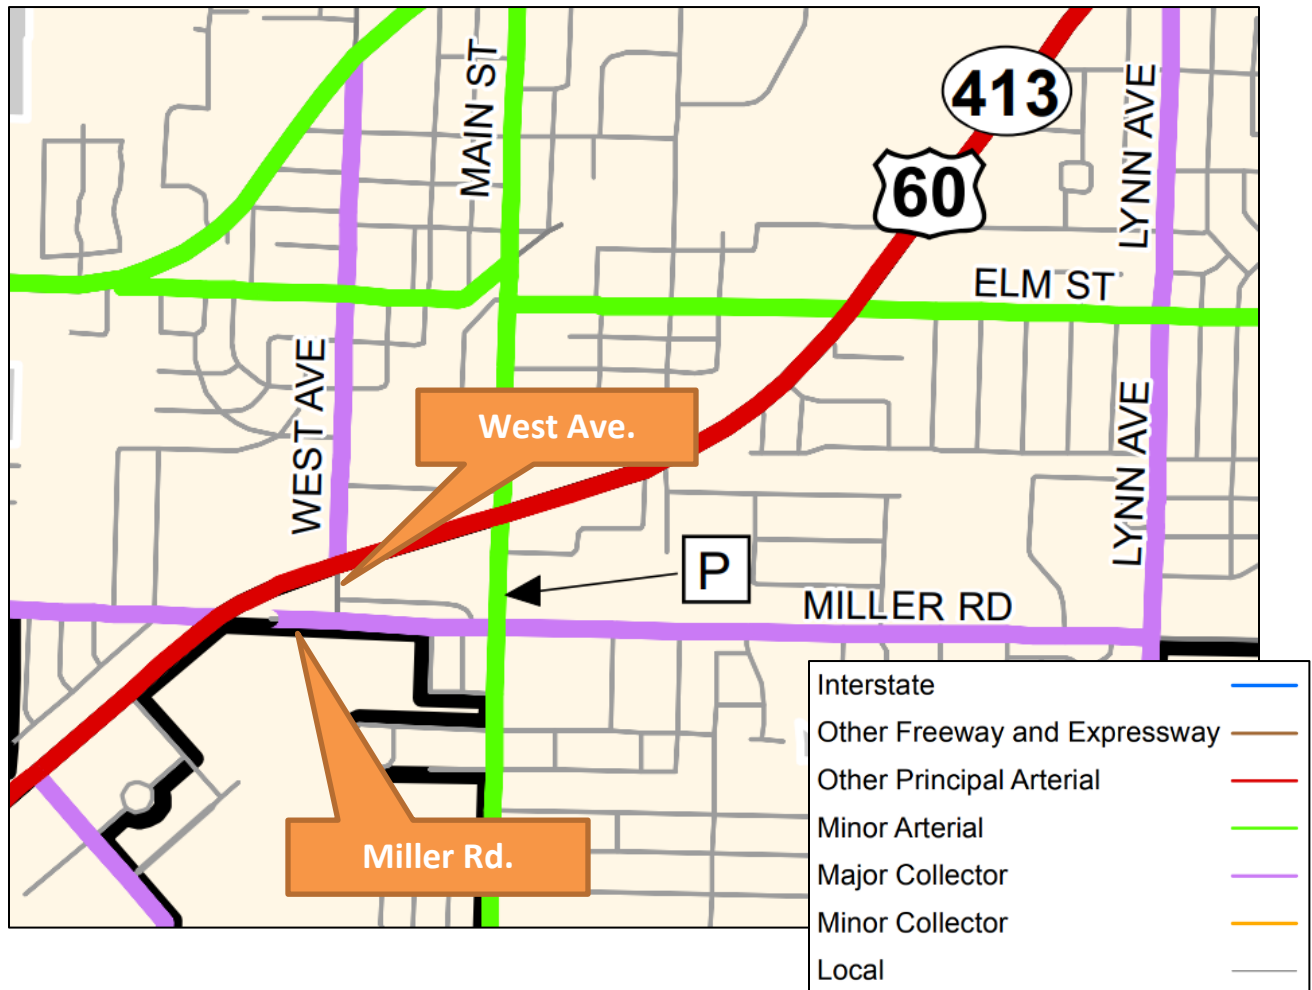 MAIN ST
413
LYNN AVE
60
ELM ST
WEST AVE
West Ave.
LYNN AVE
P
MILLER RD
Miller Rd.
Interstate
Other Freeway and Expressway
Other Principal Arterial
Minor Arterial
Major Collector
Minor Collector
Local